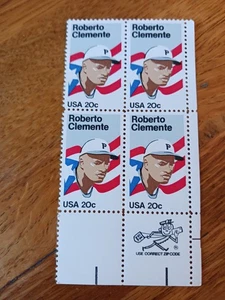 Roberto
Clemente
Roberto
Clemente
P
P
USA 20c
USA 20c
Roberto
Clemente
Roberto
Clemente
P
P
USA 20c
USA 20c
®
USE CORRECT ZIP CODE